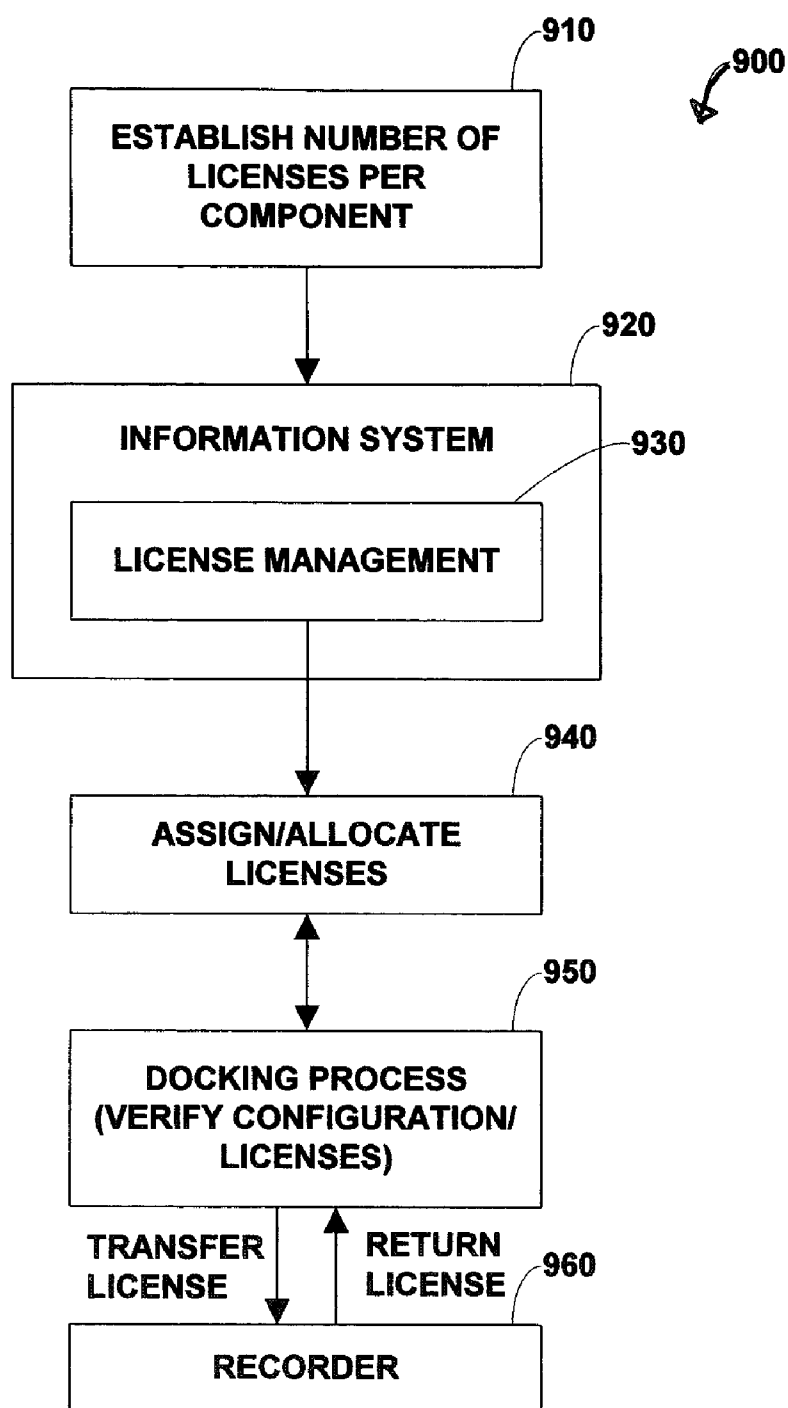 910
900
ESTABLISH NUMBER OF
LICENSES PER
COMPONENT
920
INFORMATION SYSTEM
930
LICENSE MANAGEMENT
940
ASSIGN/ALLOCATE
LICENSES
950
DOCKING PROCESS
(VERIFY CONFIGURATION/
LICENSES)
TRANSFER
LICENSE
RETURN
LICENSE
960
RECORDER